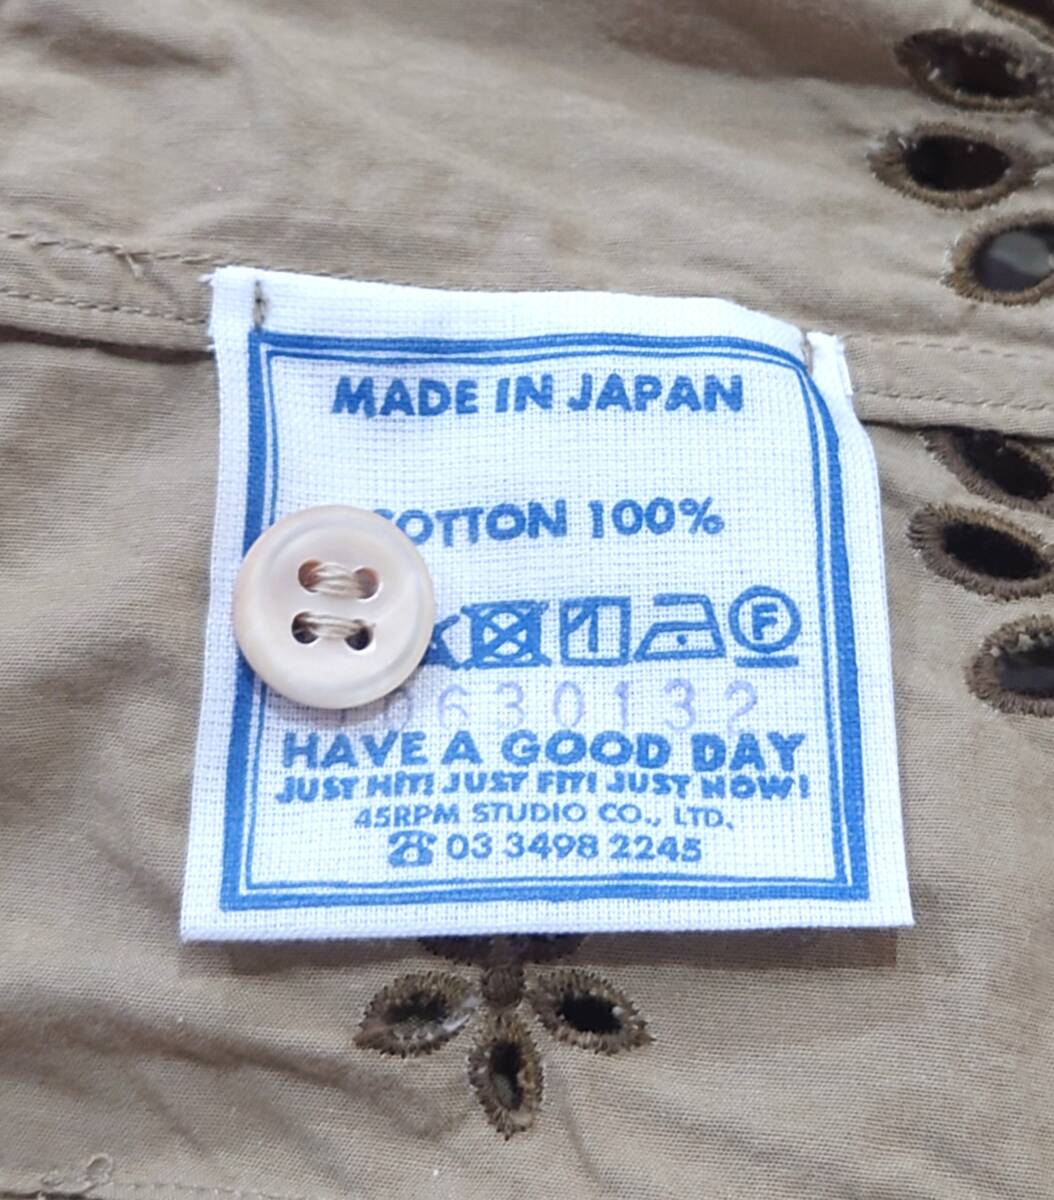 MADE IN JAPAN
COTTON 100%
F
630132
HAVE A GOOD DAY
JUST HIT! JUST FIT! JUST NOW!
45RPM STUDIO CO., LTD.
☎ 03 3498 2245